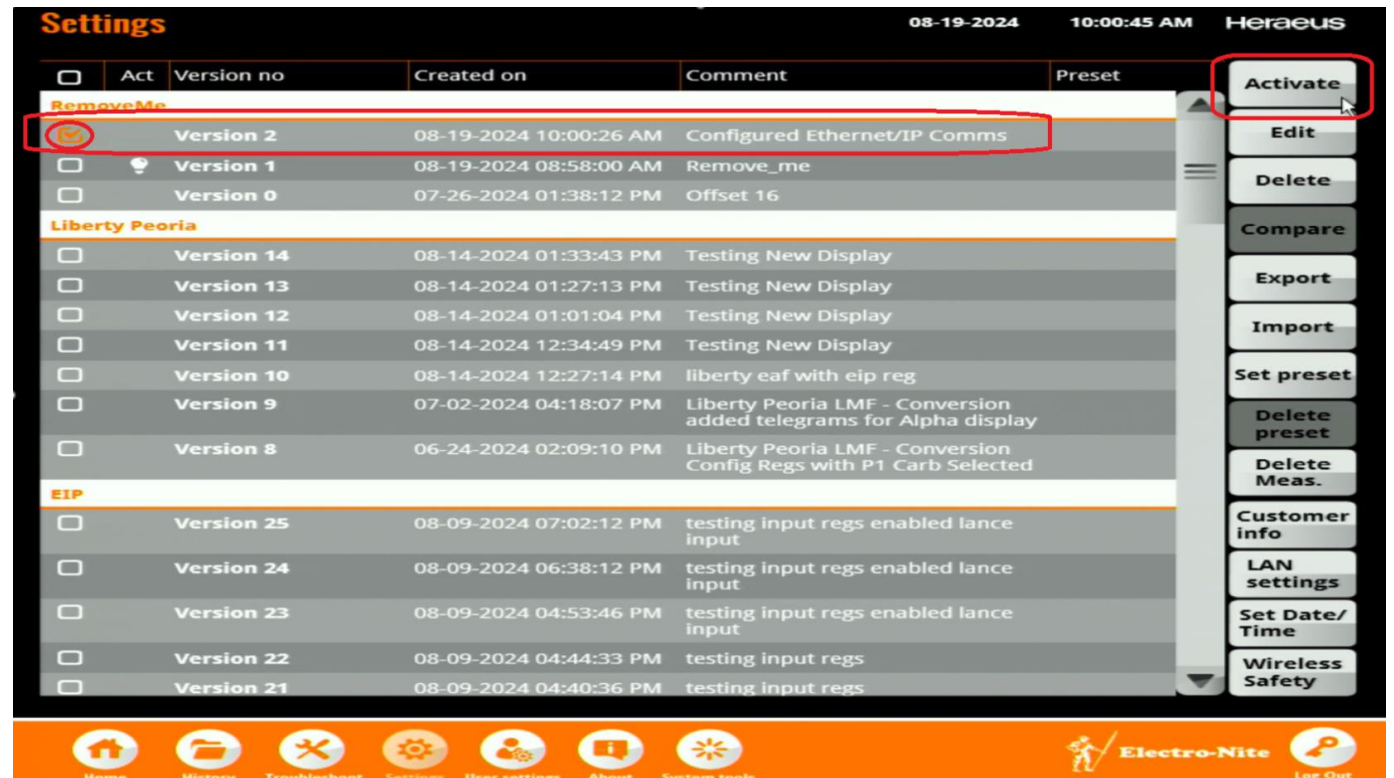 Settings 08-19-2024 10:00:45 AM Heraeus
Act Version no Created on Comment Preset
Activate
RemoveMe
Version 2 08-19-2024 10:00:26 AM Configured Ethernet/IP Comms
Edit
Version 1 08-19-2024 08:58:00 AM Remove_me
Delete
Version 0 07-26-2024 01:38:12 PM Offset 16
Liberty Peoria
Compare
Version 14 08-14-2024 01:33:43 PM Testing New Display
Version 13 08-14-2024 01:27:13 PM Testing New Display
Export
Version 12 08-14-2024 01:01:04 PM Testing New Display
Import
Version 11 08-14-2024 12:34:49 PM Testing New Display
Version 10 08-14-2024 12:27:14 PM liberty eaf with eip reg
Set preset
Version 9 07-02-2024 04:18:07 PM Liberty Peoria LMF - Conversion
added telegrams for Alpha display
Delete
preset
Version 8 06-24-2024 02:09:10 PM Liberty Peoria LMF - Conversion
Config Regs with P1 Carb Selected
Delete
Meas.
EIP
Version 25 08-09-2024 07:02:12 PM testing input regs enabled lance
input
Customer
info
Version 24 08-09-2024 06:38:12 PM testing input regs enabled lance
input
LAN
settings
Version 23 08-09-2024 04:53:46 PM testing input regs enabled lance
input
Set Date/
Time
Version 22 08-09-2024 04:44:33 PM testing input regs
Version 21 08-09-2024 04:40:36 PM testing input regs
Wireless
Safety
Electro-Nite
Home History Troubleshoot Settings User settings About System tools Log Out